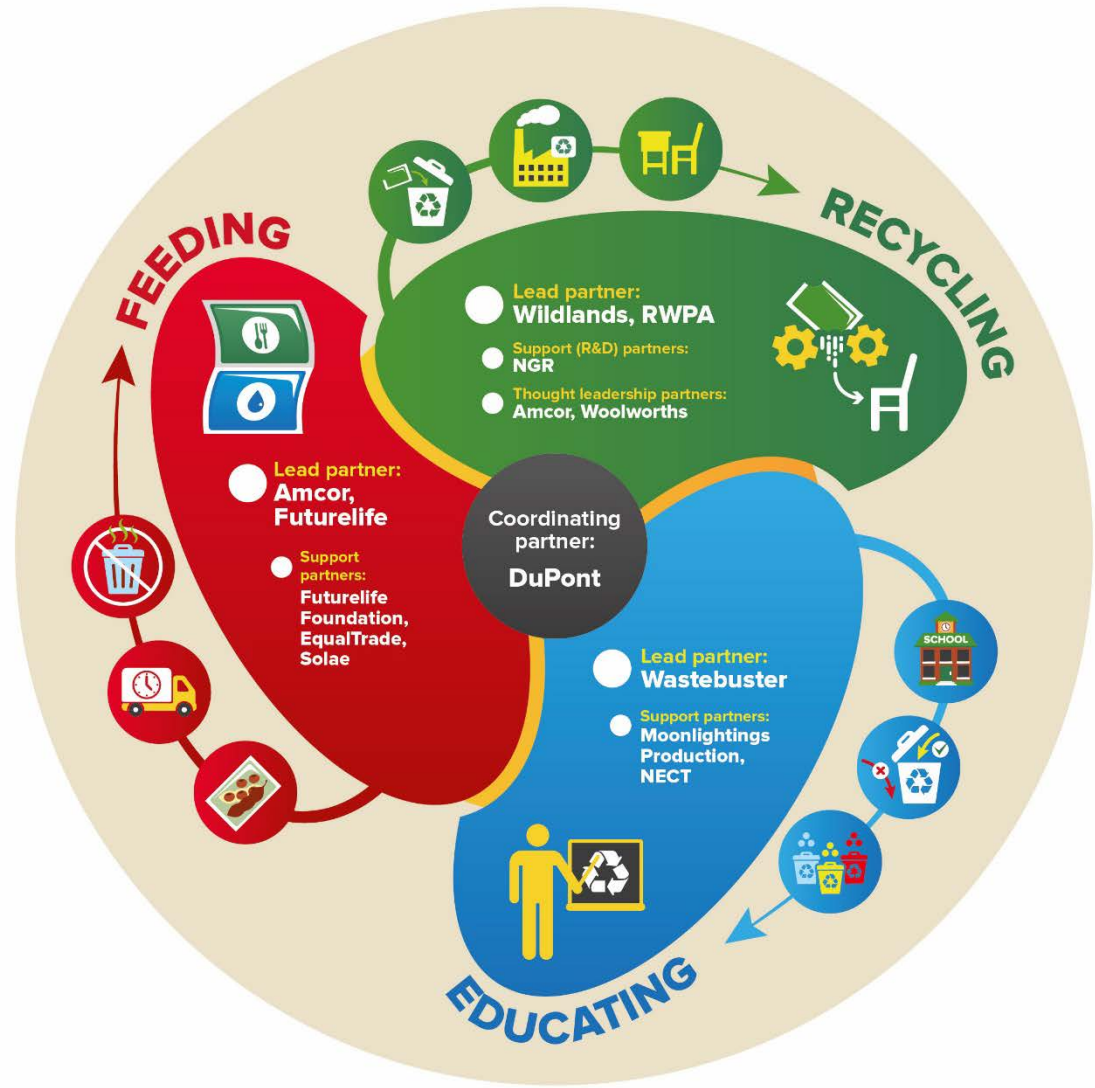 FEEDING
RECYCLING
Lead partner:
Wildlands, RWPA
Support (R&D) partners:
NGR
Thought leadership partners:
Amcor, Woolworths
Lead partner:
Amcor,
Futurelife
Support
partners:
Futurelife
Foundation,
EqualTrade,
Solae
Coordinating
partner:
DuPont
SCHOOL
Lead partner:
Wastebuster
Support partners:
Moonlightings
Production,
NECT
EDUCATING